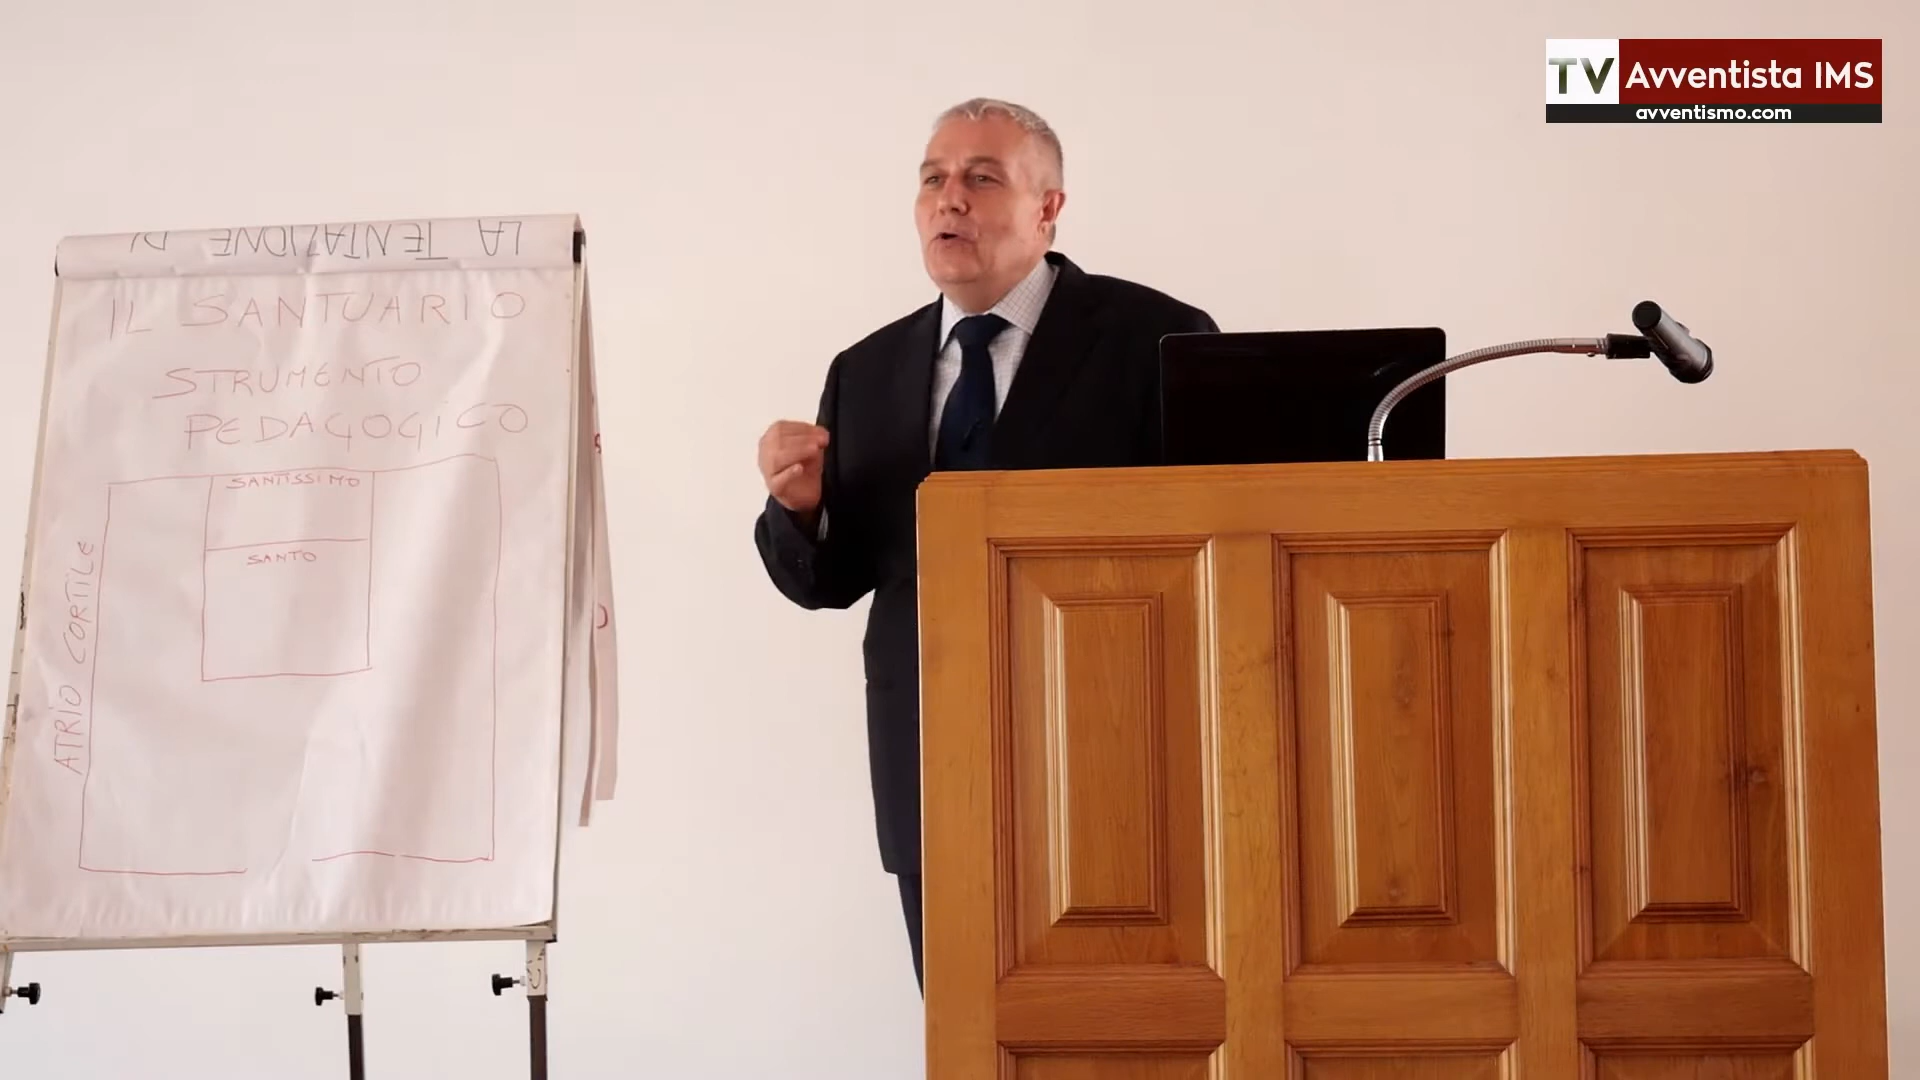 TV Avventista IMS
avventismo.com
LA TENTAZIONE DI
IL SANTUARIO
STRUMENTO
PEDAGOGICO
SANTISSIMO
SANTO
ATRIO CORTILE